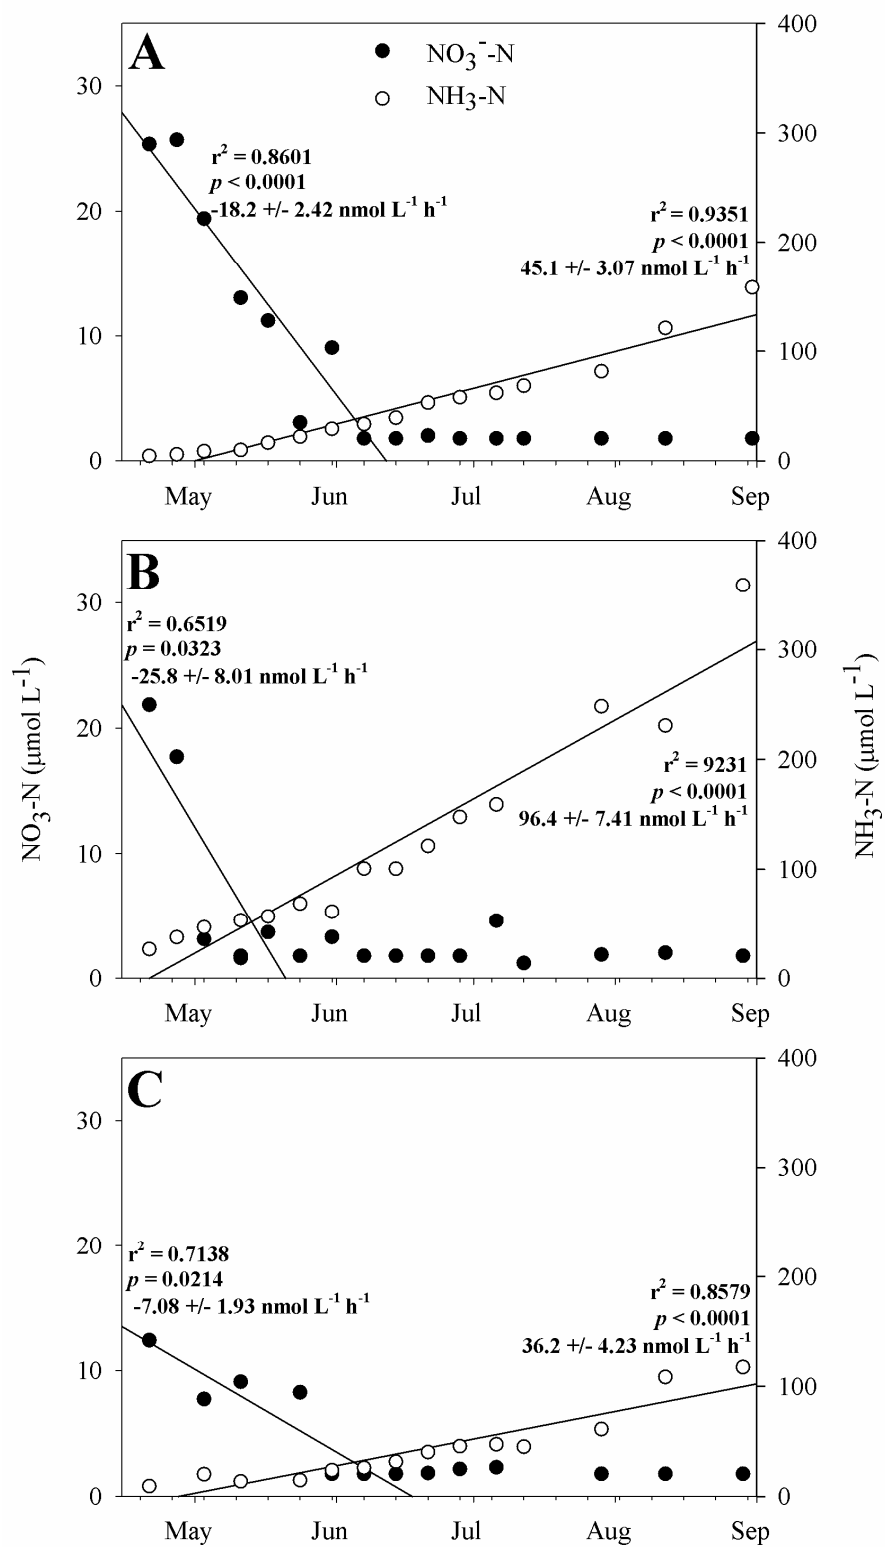 A
NO3⁻-N
NH3-N
r² = 0.8601
p < 0.0001
-18.2 +/- 2.42 nmol L⁻¹ h⁻¹
r² = 0.9351
p < 0.0001
45.1 +/- 3.07 nmol L⁻¹ h⁻¹
30
20
10
0
400
300
200
100
0
May Jun Jul Aug Sep
B
r² = 0.6519
p = 0.0323
-25.8 +/- 8.01 nmol L⁻¹ h⁻¹
r² = 9231
p < 0.0001
96.4 +/- 7.41 nmol L⁻¹ h⁻¹
30
20
10
0
400
300
200
100
0
NO3-N (µmol L⁻¹)
NH3-N (µmol L⁻¹)
May Jun Jul Aug Sep
C
r² = 0.7138
p = 0.0214
-7.08 +/- 1.93 nmol L⁻¹ h⁻¹
r² = 0.8579
p < 0.0001
36.2 +/- 4.23 nmol L⁻¹ h⁻¹
30
20
10
0
400
300
200
100
0
May Jun Jul Aug Sep